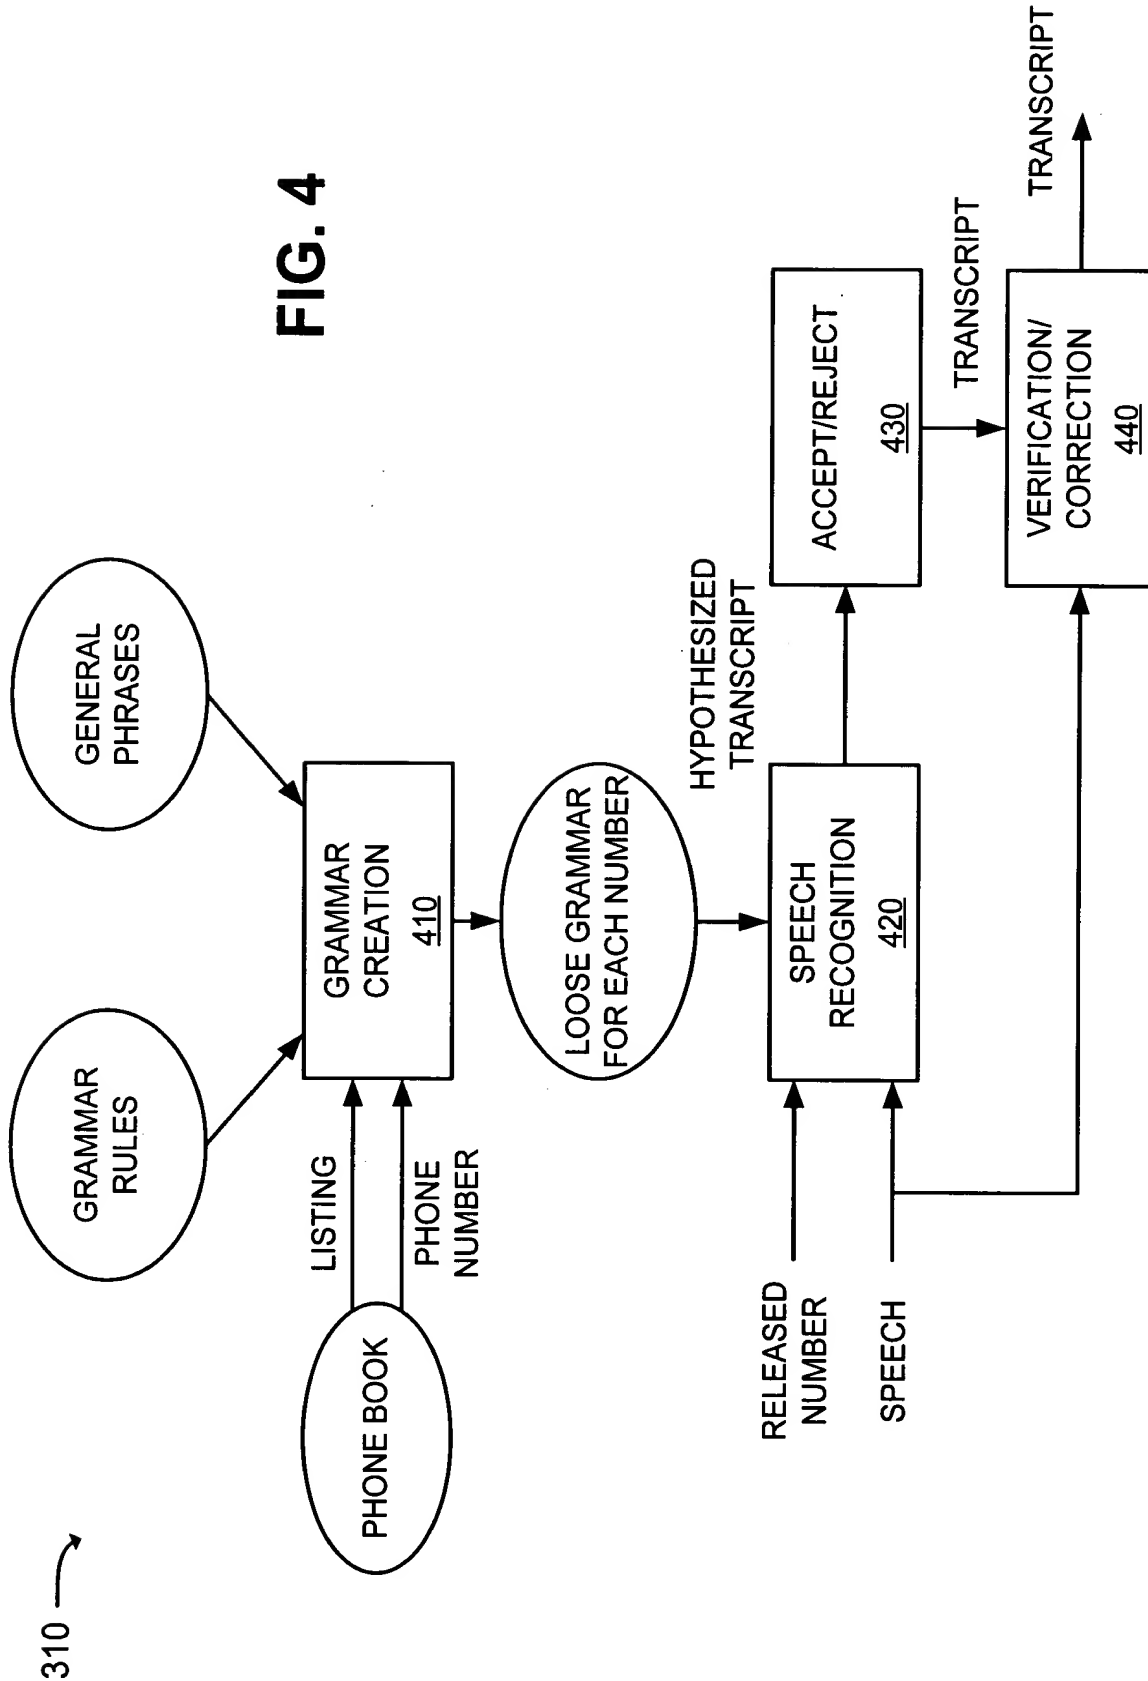 310
FIG. 4
GRAMMAR
RULES
GENERAL
PHRASES
PHONE BOOK
LISTING
PHONE
NUMBER
GRAMMAR
CREATION
410
LOOSE GRAMMAR
FOR EACH NUMBER
RELEASED
NUMBER
SPEECH
SPEECH
RECOGNITION
420
HYPOTHESIZED
TRANSCRIPT
ACCEPT/REJECT
430
TRANSCRIPT
VERIFICATION/
CORRECTION
440
TRANSCRIPT